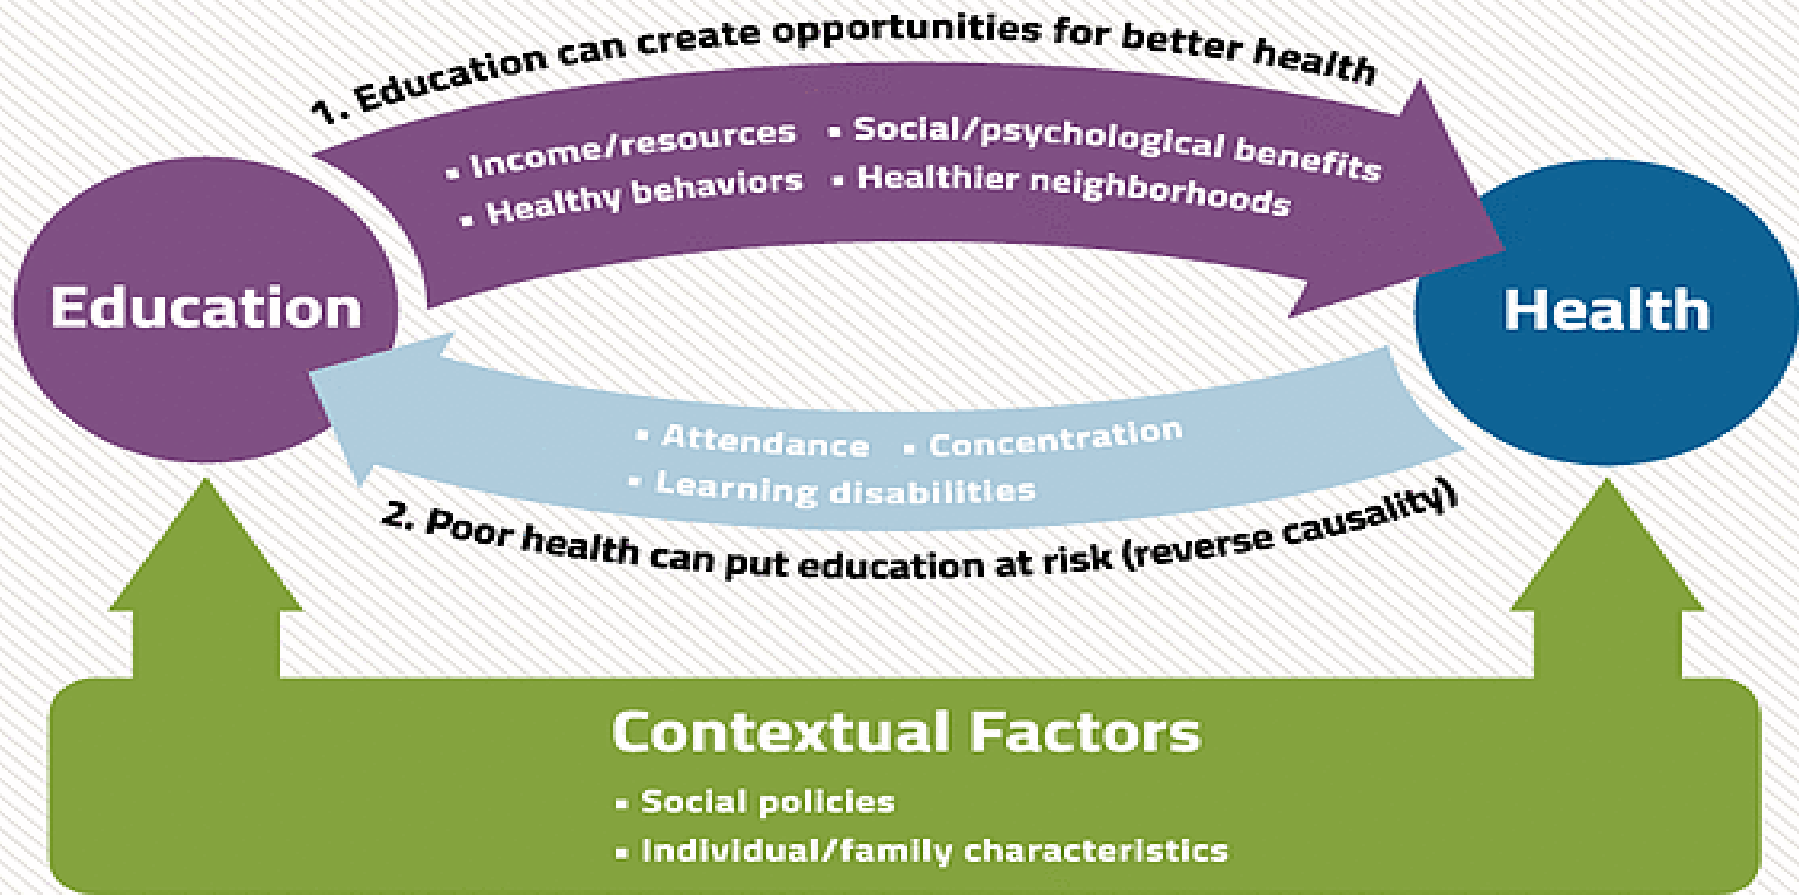 1. Education can create opportunities for better health
▪ Income/resources ▪ Social/psychological benefits
▪ Healthy behaviors ▪ Healthier neighborhoods
Education
Health
▪ Attendance ▪ Concentration
▪ Learning disabilities
2. Poor health can put education at risk (reverse causality)
Contextual Factors
▪ Social policies
▪ Individual/family characteristics